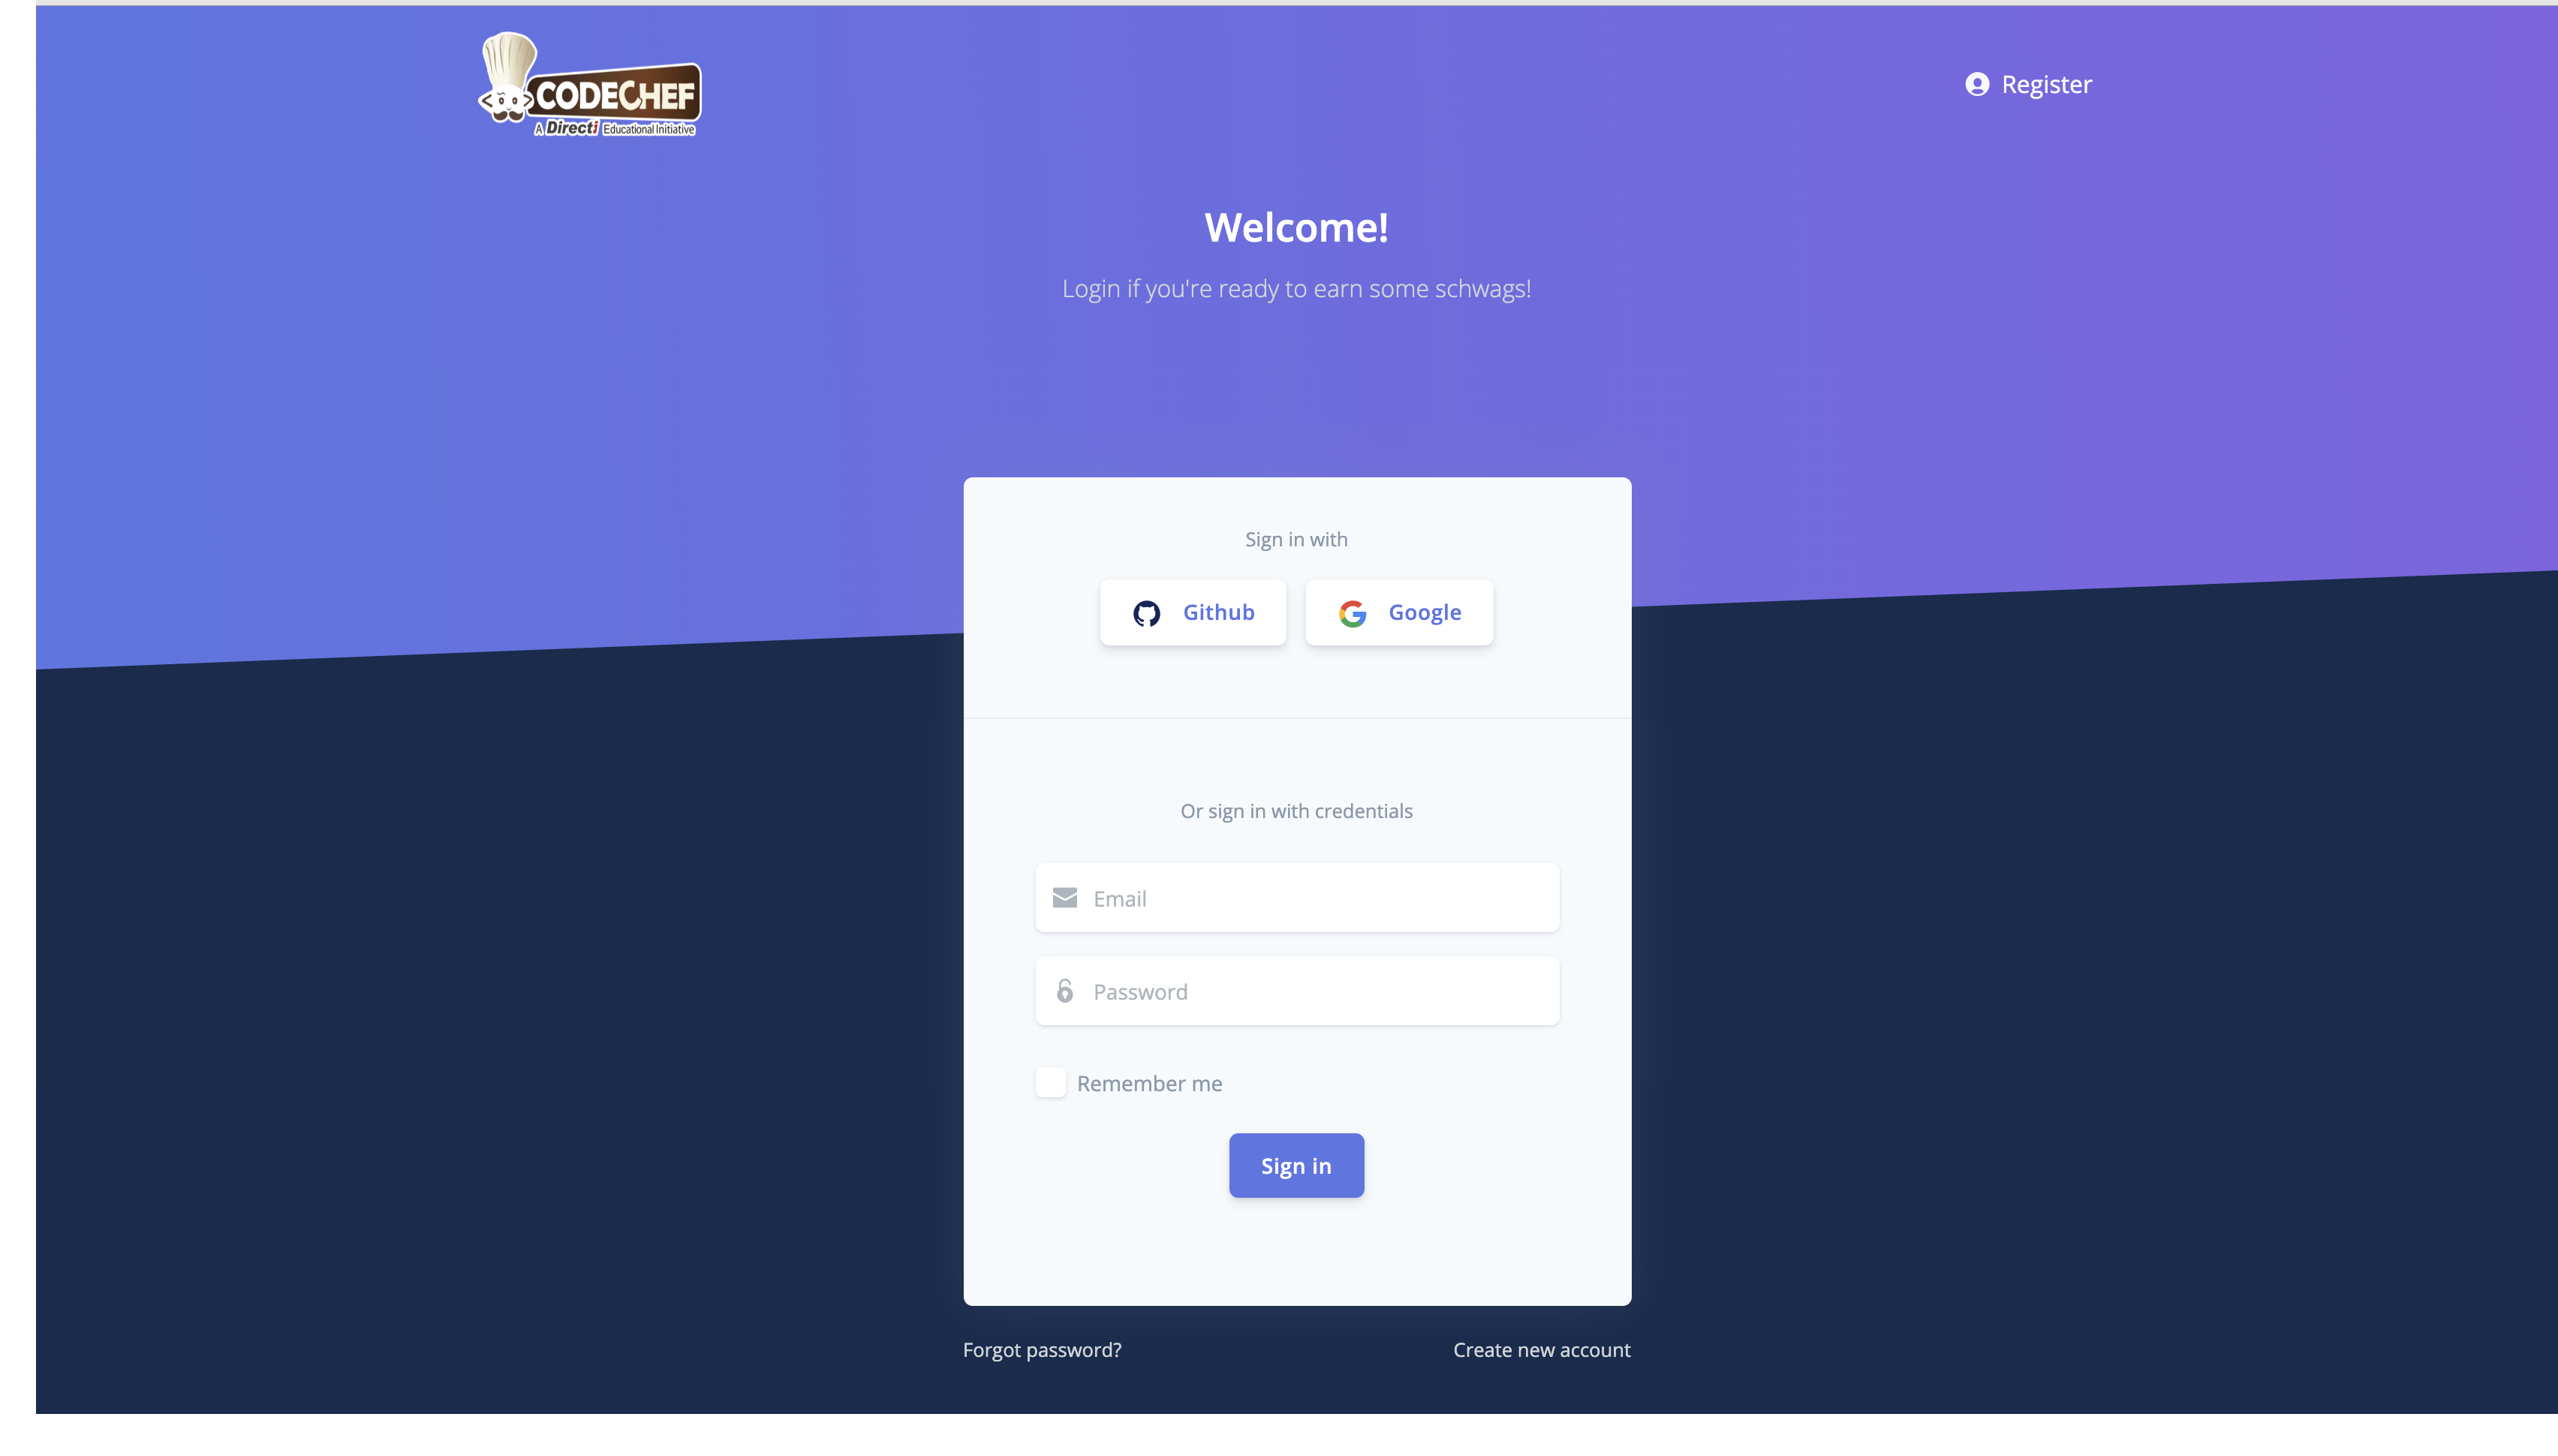 CODECHEF
A Directi Educational Initiative
Register
Welcome!
Login if you're ready to earn some schwags!
Sign in with
Github
Google
Or sign in with credentials
Email
Password
Remember me
Sign in
Forgot password?
Create new account